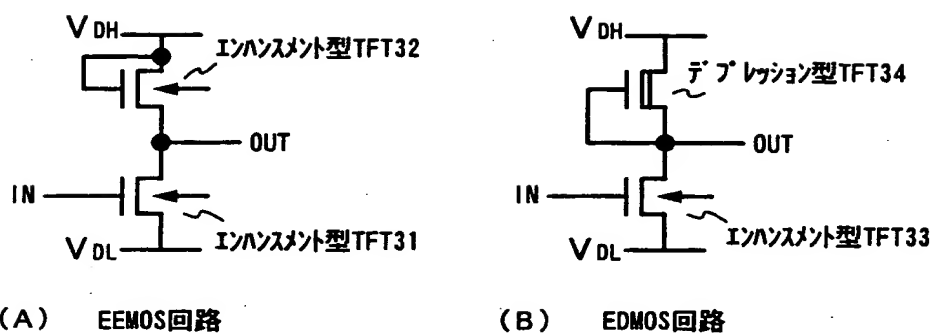 VDH
エンハンスメント型TFT32
OUT
IN
エンハンスメント型TFT31
VDL
(A) EEMOS回路
VDH
デプレッション型TFT34
OUT
IN
エンハンスメント型TFT33
VDL
(B) EDMOS回路